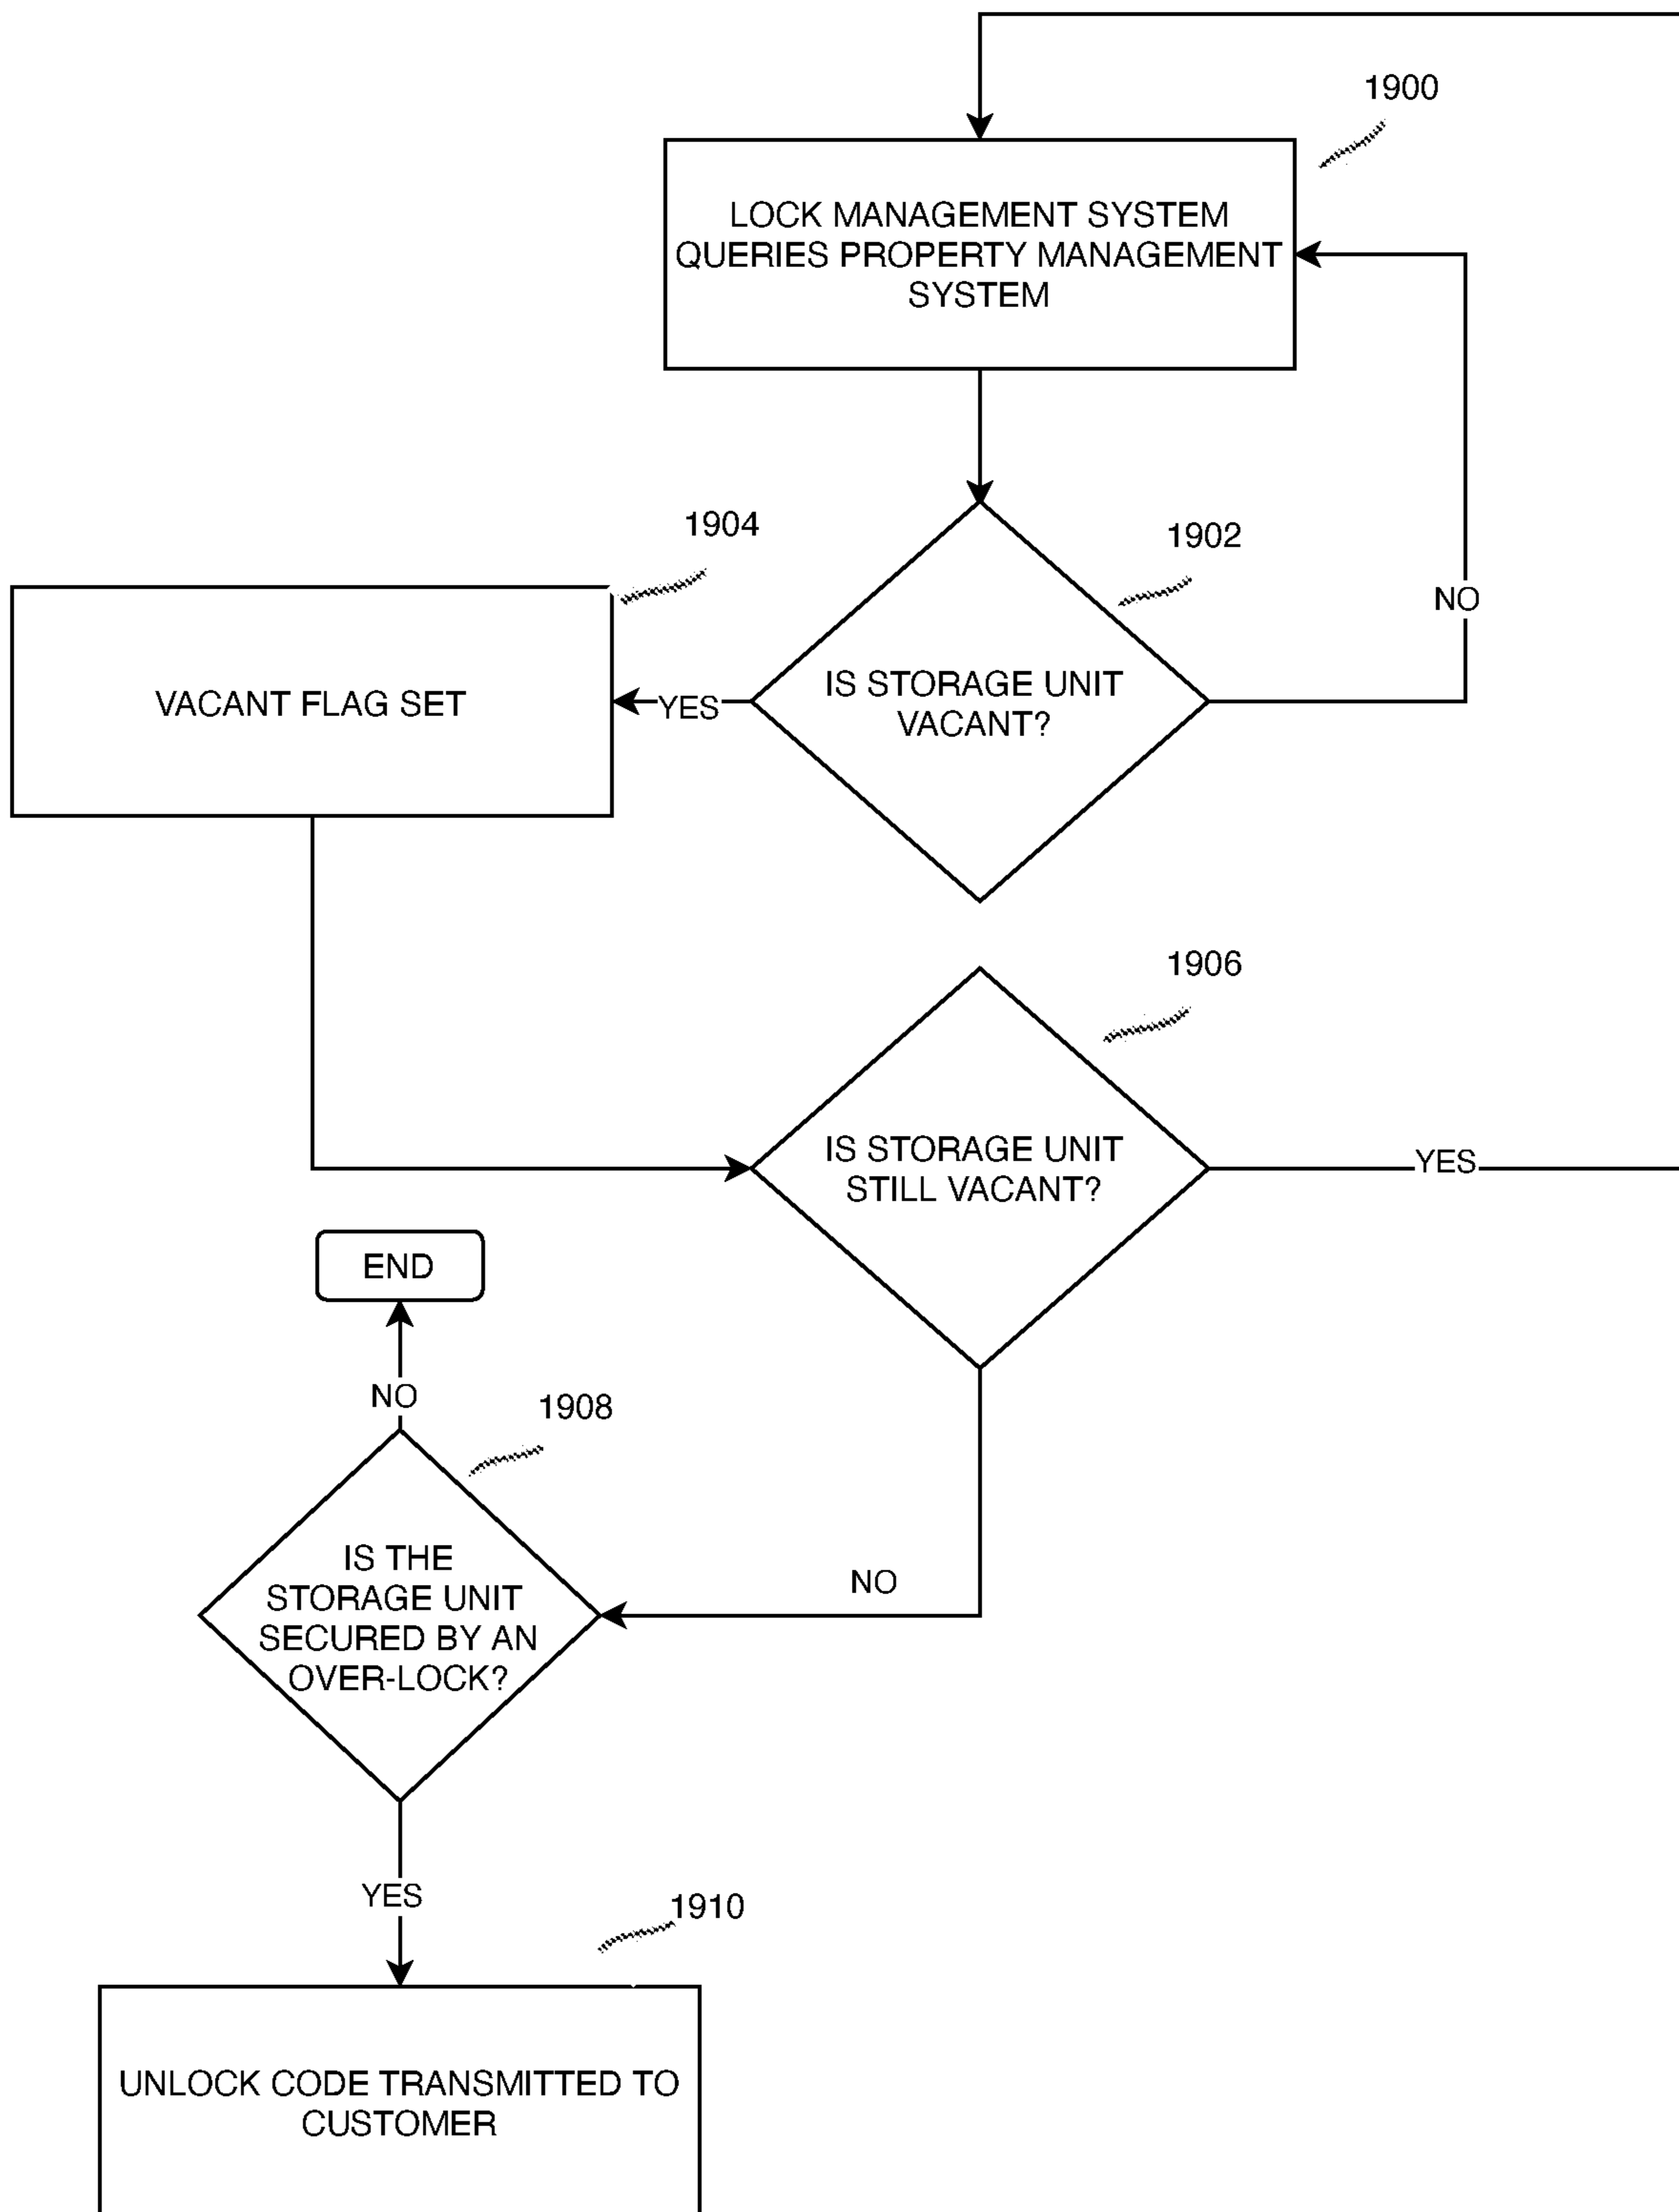 1900
LOCK MANAGEMENT SYSTEM
QUERIES PROPERTY MANAGEMENT
SYSTEM
1904
1902
NO
VACANT FLAG SET
YES
IS STORAGE UNIT
VACANT?
1906
IS STORAGE UNIT
STILL VACANT?
YES
END
NO
1908
IS THE
STORAGE UNIT
SECURED BY AN
OVER-LOCK?
NO
YES
1910
UNLOCK CODE TRANSMITTED TO
CUSTOMER